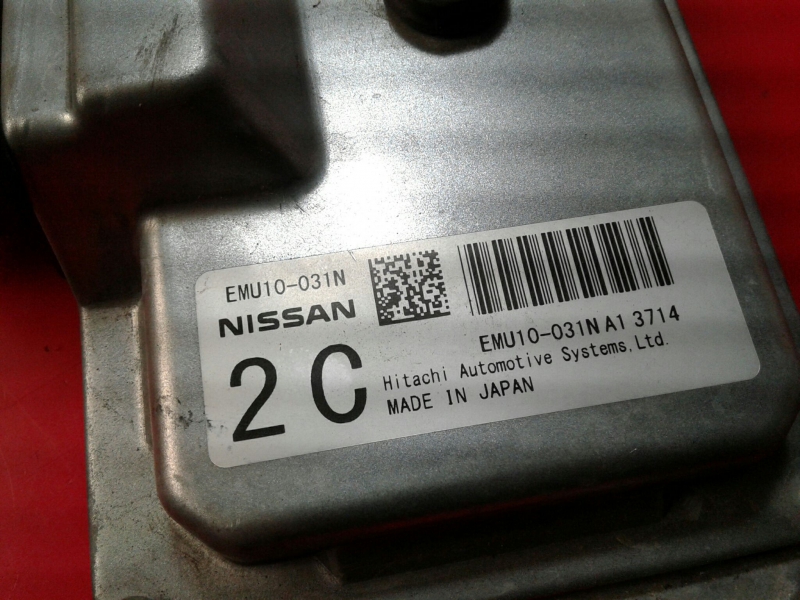 EMU10-031N
NISSAN
2C
EMU10-031N A1 3714
Hitachi Automotive Systems, Ltd.
MADE IN JAPAN